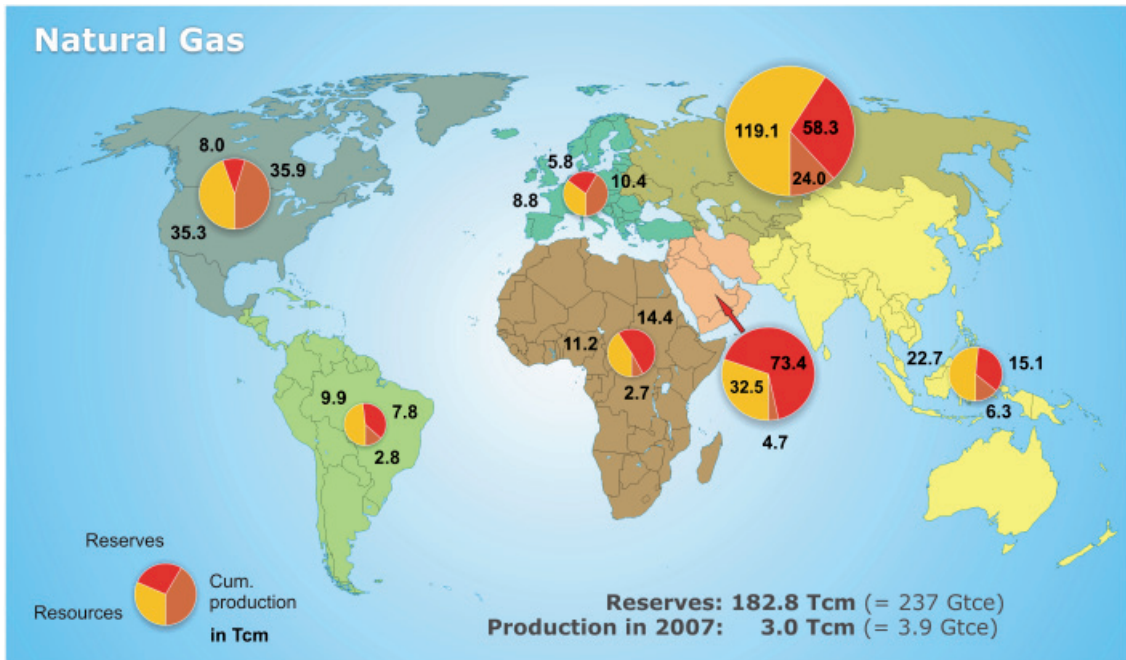 Natural Gas
8.0
35.9
35.3
5.8
10.4
8.8
119.1
58.3
24.0
14.4
11.2
2.7
73.4
32.5
4.7
22.7
15.1
6.3
9.9
7.8
2.8
Reserves
Resources
Cum.
production
in Tcm
Reserves: 182.8 Tcm (= 237 Gtce)
Production in 2007: 3.0 Tcm (= 3.9 Gtce)